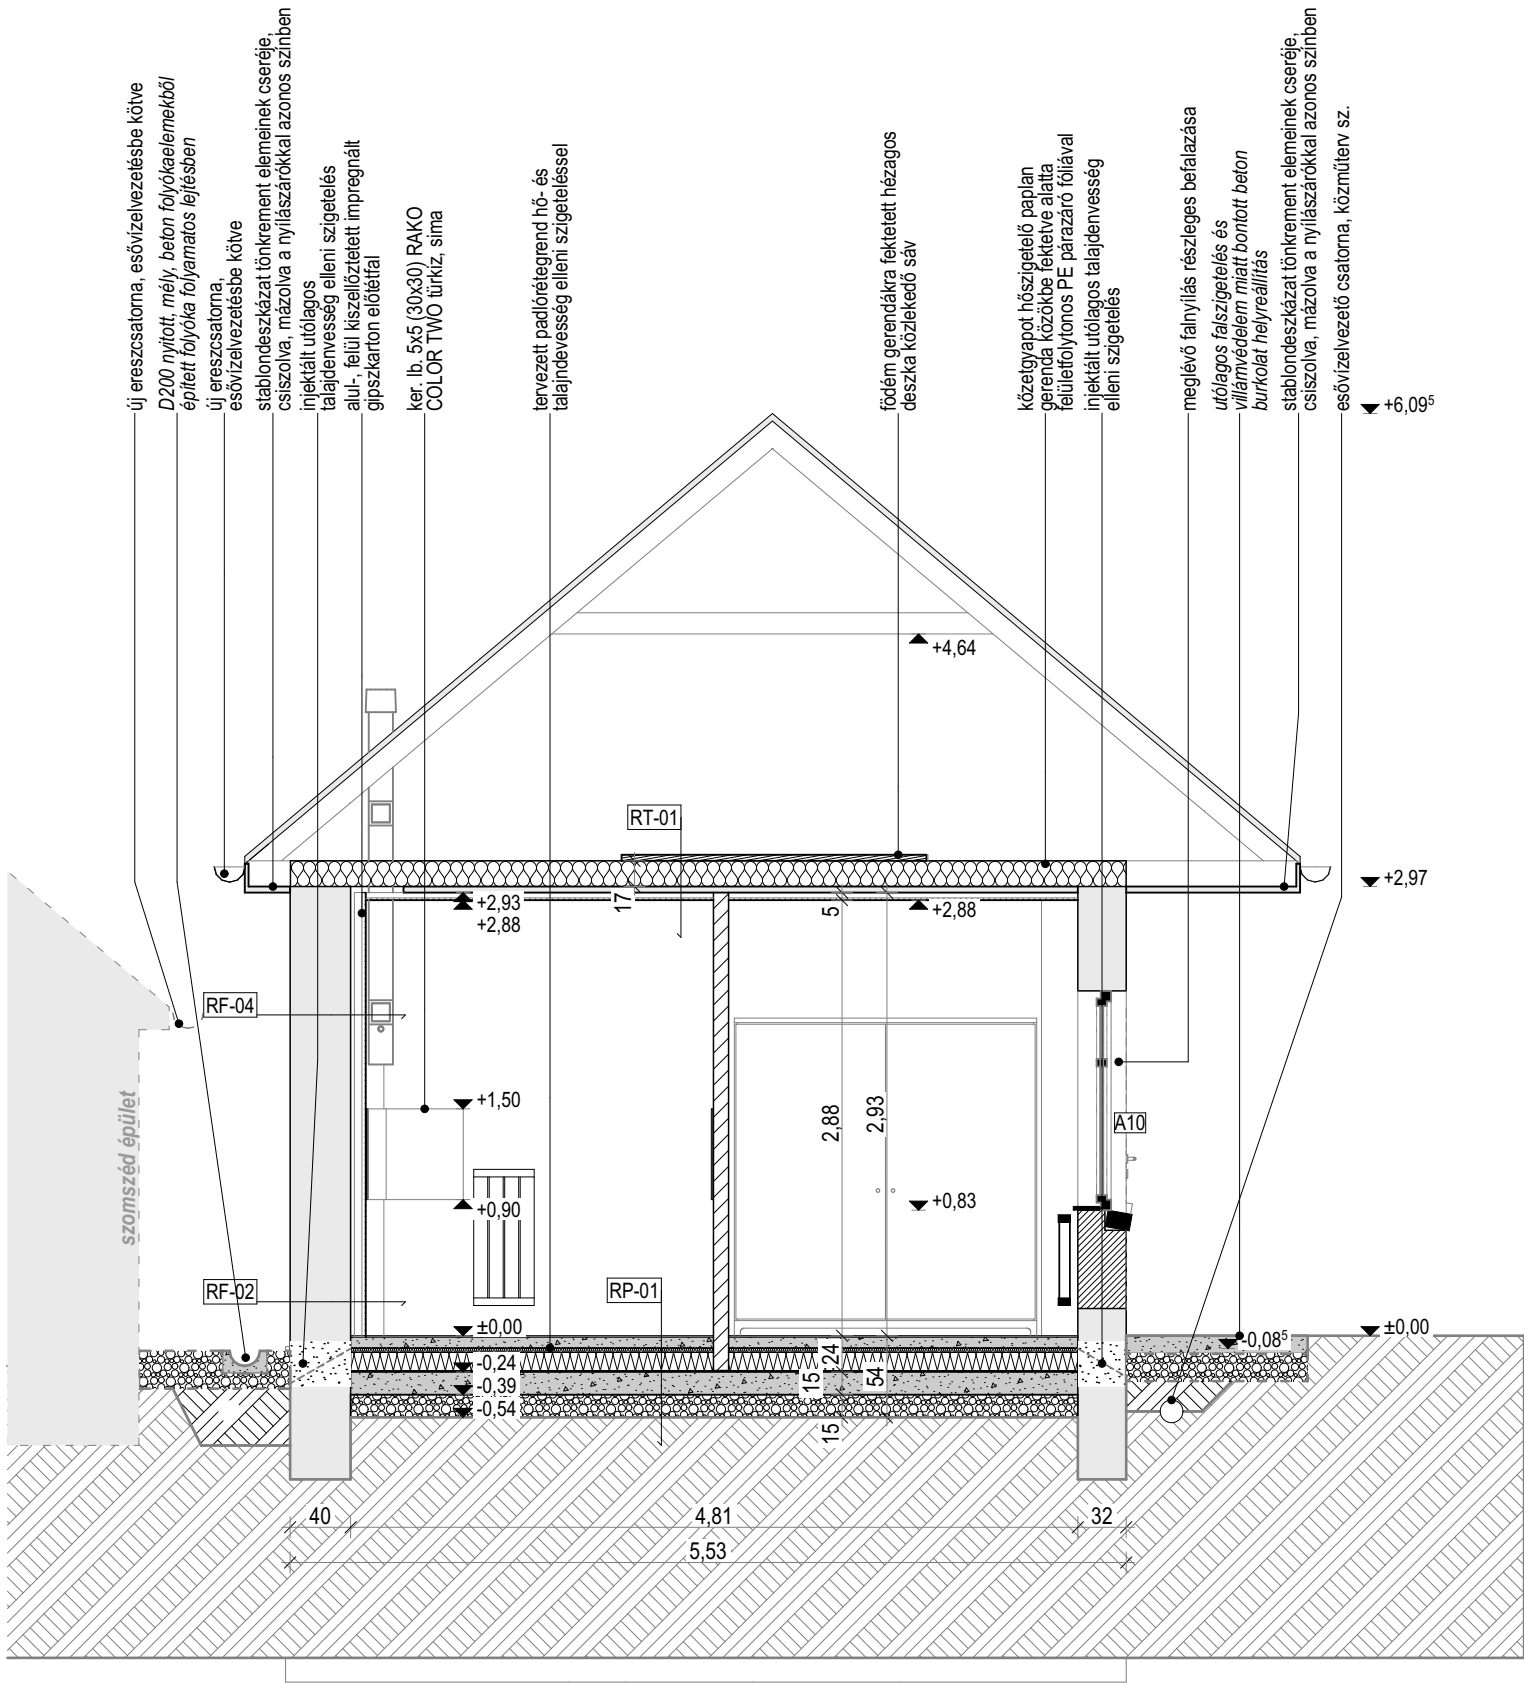 új ereszcsatorna, esővízelvezetésbe kötve
D200 nyitott, mély, beton folyókaelemekből
épített folyóka folyamatos lejtésben
új ereszcsatorna,
esővízelvezetésbe kötve
stablondeszkázat tönkrement elemeinek cseréje,
csiszolva, mázolva a nyílászárókkal azonos színben
injektált utólagos
talajdenvesség elleni szigetelés
alul-, felül kiszellőztetett impregnált
gipszkarton előtétfal
ker. lb. 5x5 (30x30) RAKO
COLOR TWO türkiz, sima
tervezett padlórétegrend hő- és
talajndevesség elleni szigeteléssel
födém gerendákra fektetett hézagos
deszka közlekedő sáv
kőzetgyapot hőszigetelő paplan
gerenda közökbe fektetve alatta
felületfolytonos PE párazáró fóliával
injektált utólagos talajdenvesség
elleni szigetelés
meglévő falnyílás részleges befalazása
utólagos falszigetelés és
villámvédelem miatt bontott beton
burkolat helyreállítás
stablondeszkázat tönkrement elemeinek cseréje,
csiszolva, mázolva a nyílászárókkal azonos színben
esővízelvezető csatorna, közműterv sz.
+6,09⁵
+4,64
RT-01
+2,97
+2,93
+2,88
17
5
+2,88
RF-04
+1,50
2,88
2,93
A10
szomszéd épület
+0,90
+0,83
RF-02
RP-01
±0,00
±0,00
-0,08⁵
-0,24
24
-0,39
15
54
-0,54
15
40
4,81
32
5,53